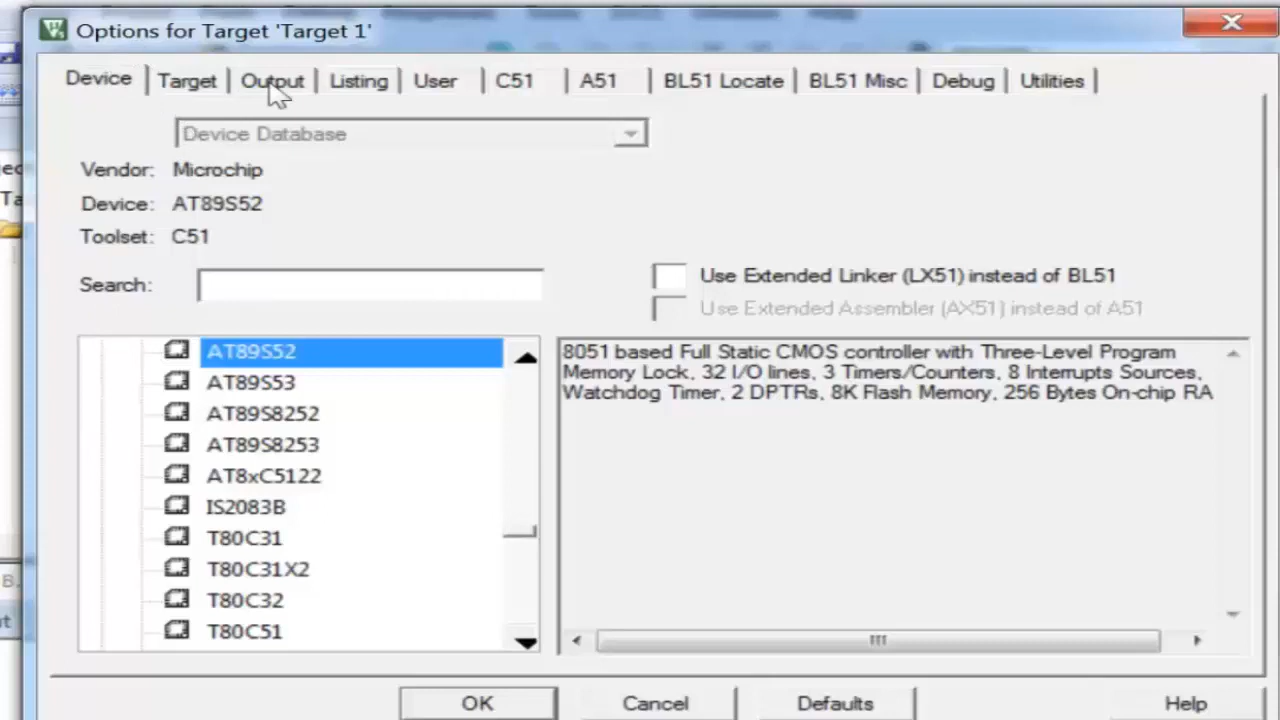 Options for Target 'Target 1'
Device Target Output Listing User C51 A51 BL51 Locate BL51 Misc Debug Utilities
Device Database
Vendor: Microchip
Device: AT89S52
Toolset: C51
Search:
Use Extended Linker (LX51) instead of BL51
Use Extended Assembler (AX51) instead of A51
AT89S52
AT89S53
AT89S8252
AT89S8253
AT8xC5122
IS2083B
T80C31
T80C31X2
T80C32
T80C51
8051 based Full Static CMOS controller with Three-Level Program
Memory Lock, 32 I/O lines, 3 Timers/Counters, 8 Interrupts Sources,
Watchdog Timer, 2 DPTRs, 8K Flash Memory, 256 Bytes On-chip RA
OK Cancel Defaults Help